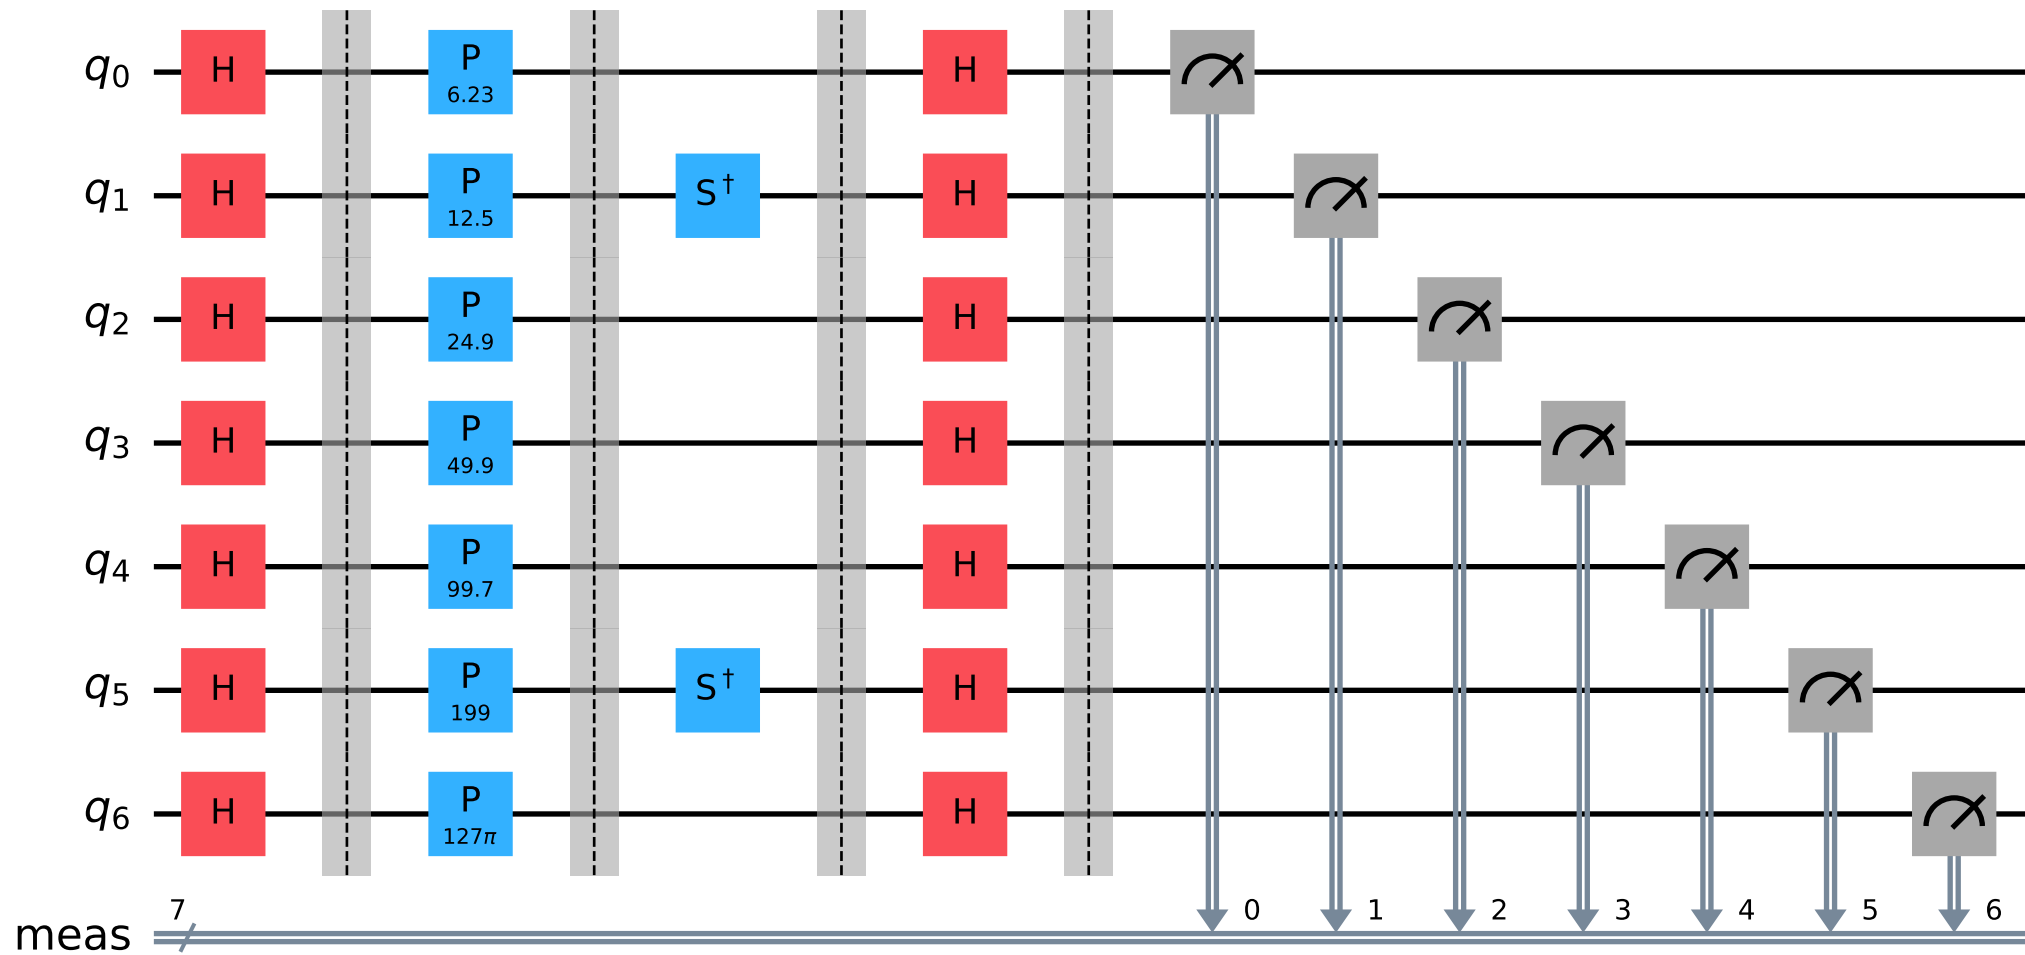 q0 H P 6.23 H
q1 H P 12.5 S† H
q2 H P 24.9 H
q3 H P 49.9 H
q4 H P 99.7 H
q5 H P 199 S† H
q6 H P 127π H
meas 7 0 1 2 3 4 5 6